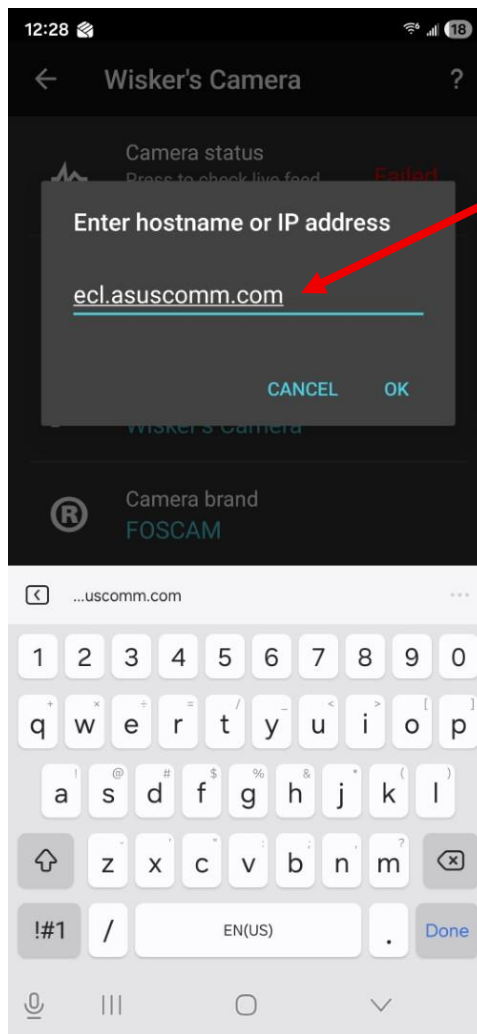 12:28
18
Wisker's Camera
?
Camera status
Press to check live feed
Failed
Enter hostname or IP address
ecl.asuscomm.com
CANCEL OK
Wisker's Camera
Camera brand
FOSCAM
...uscomm.com
1 2 3 4 5 6 7 8 9 0
+ × ÷ = / _ < > [ ]
q w e r t y u i o p
! @ # $ % & * ( )
a s d f g h j k l
- ' " : ; , ?
z x c v b n m
!#1 / EN(US) . Done